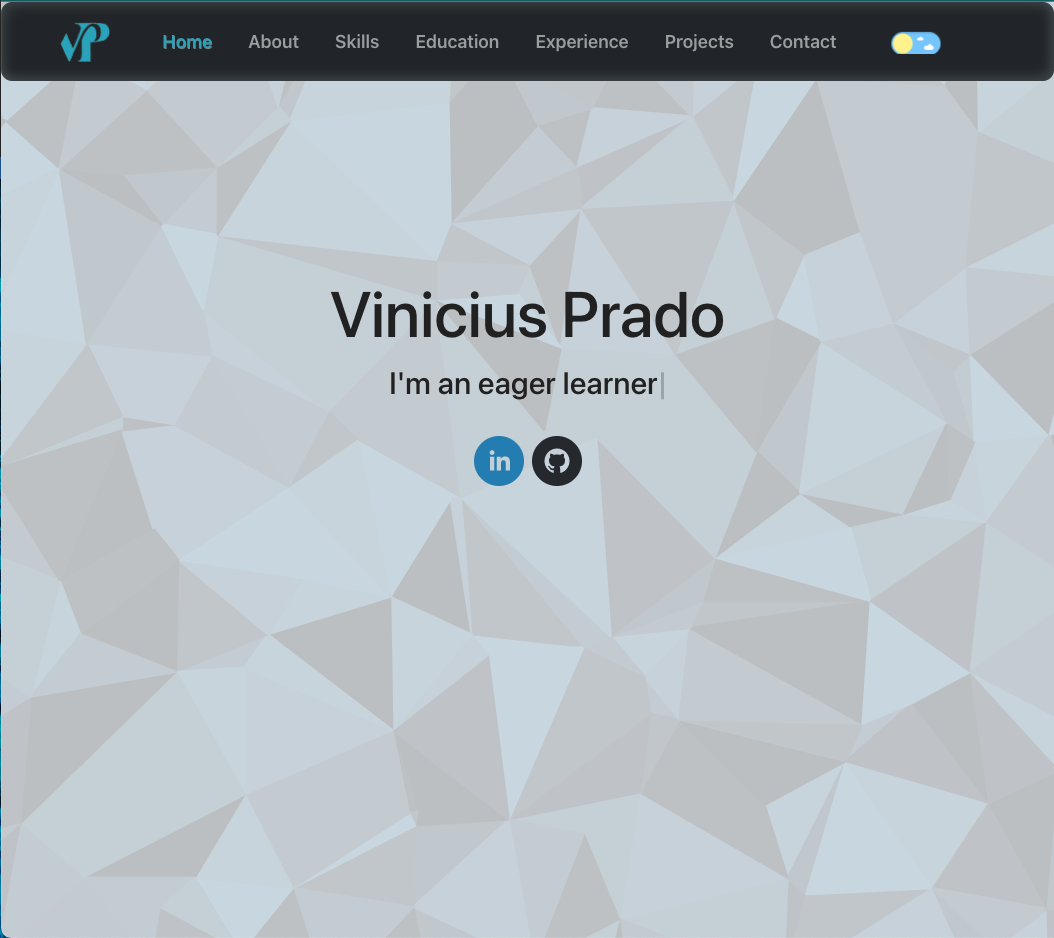 VP Home About Skills Education Experience Projects Contact
Vinicius Prado
I'm an eager learner
in